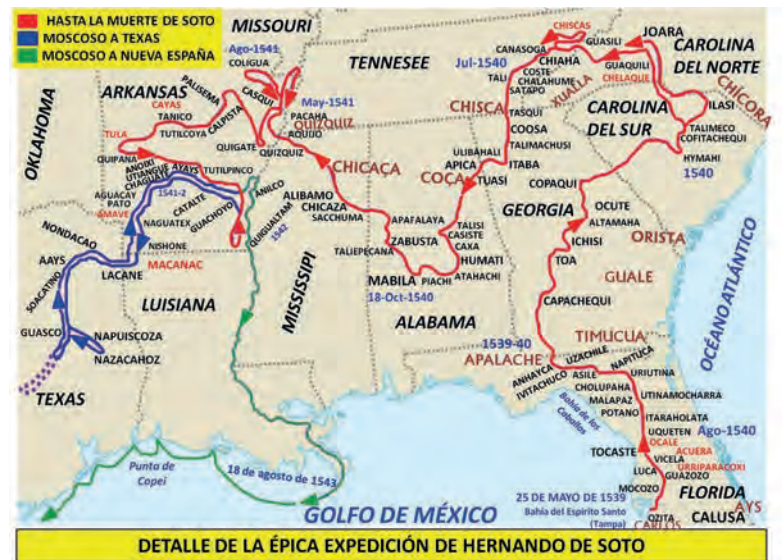 HASTA LA MUERTE DE SOTO
MOSCOSO A TEXAS
MOSCOSO A NUEVA ESPAÑA
MISSOURI
Ago-1541
COLIGUA
TENNESEE
CHISCAS
CANASOGA
GUASILI
JOARA
Jul-1540
CHIAHA
GUAQUILI
CHELAQUE
CAROLINA
DEL NORTE
TALI
COSTE
CHALAHUME
SATAPO
XUALLA
CHÍCORA
OKLAHOMA
ARKANSAS
PALISEMA
CASQUI
CAYAS
TANICO
CALPISTA
May-1541
PACAHA
QUIZQUIZ
AQUIJO
TULA
TUTILCOYA
QUIGATE
QUIZQUIZ
CHISCA
TASQUI
COOSA
TALIMACHUSI
CAROLINA
DEL SUR
ILASI
TALIMECO
COFITACHEQUI
HYMAHI
1540
QUIPANA
ANOIXI
UTIANGUE
AYAYS
CHAGUATE
TUTILPINCO
CHICAÇA
ULIBAHALI
APICA
ITABA
COÇA
TUASI
COPAQUI
AGUACAY
PATO
1541-2
AMAYE
CATALTE
GUACHOYO
ANILCO
QUIGUALTAM
1542
ALIBAMO
CHICAZA
SACCHUMA
APAFALAYA
TALISI
CASISTE
CAXA
GEORGIA
OCUTE
ALTAMAHA
NAGUATEX
NISHONE
NONDACAO
AAYS
LACANE
MACANAC
TALIEPECANA
ZABUSTA
HUMATI
ICHISI
ORISTA
TOA
SOACATINO
MABILA
PIACHI
ATAHACHI
18-Oct-1540
GUALE
CAPACHEQUI
LUISIANA
MISSISSIPI
ALABAMA
GUASCO
NAPUISCOZA
NAZACAHOZ
1539-40
APALACHE
TIMUCUA
OCÉANO ATLÁNTICO
TEXAS
ANHAYCA
IVITACHUCO
UZACHILE
ASILE
NAPITUCA
URIUTINA
CHOLUPAHA
MALAPAZ
UTINAMOCHARRA
POTANO
ITARAHOLATA
Bahía de los
Caballos
UQUETEN
Ago-1540
OCALE
ACUERA
TOCASTE
VICELA
URRIPARACOXI
LUCA
GUAZOZO
Punta de
Copei
18 de agosto de 1543
MOCOZO
FLORIDA
25 DE MAYO DE 1539
Bahía del Espíritu Santo
(Tampa)
OZITA
AYS
CARLOS
CALUSA
GOLFO DE MÉXICO
DETALLE DE LA ÉPICA EXPEDICIÓN DE HERNANDO DE SOTO